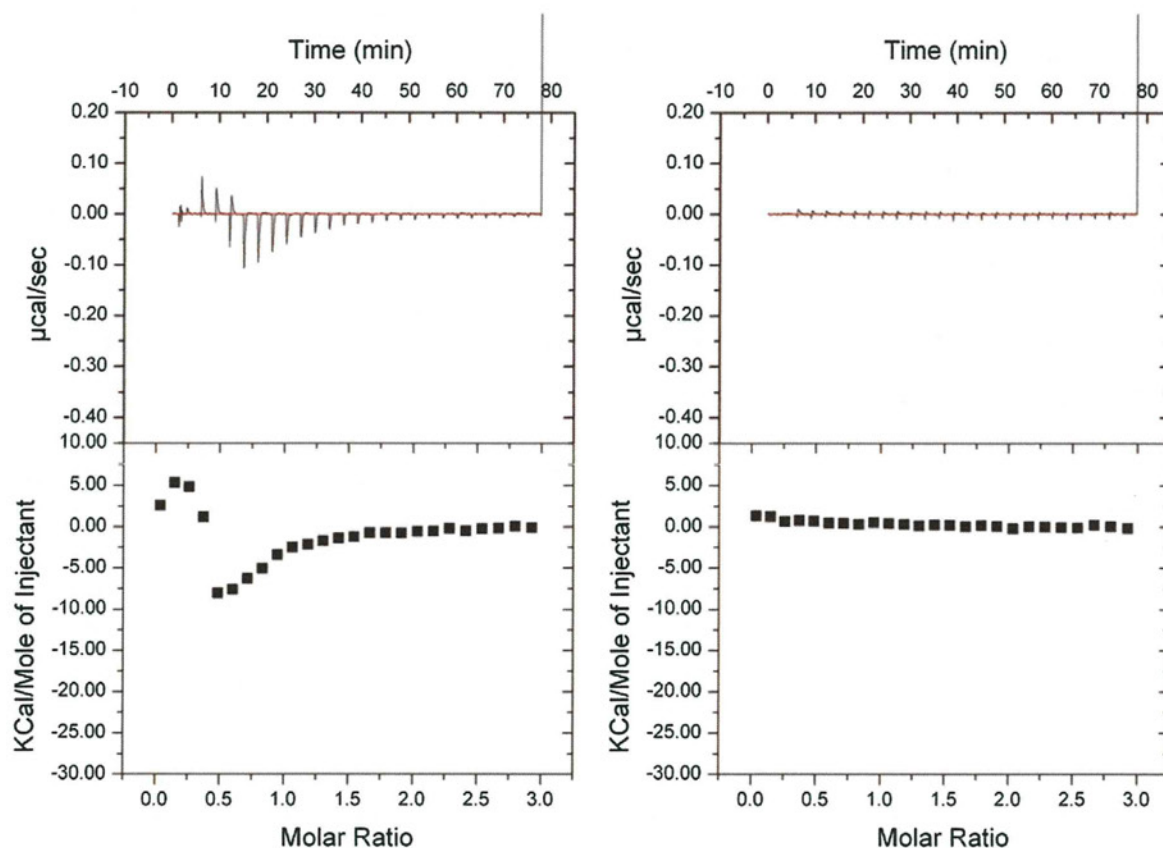 Time (min)
-10 0 10 20 30 40 50 60 70 80
0.20
0.10
0.00
-0.10
-0.20
-0.30
-0.40
µcal/sec
10.00
5.00
0.00
-5.00
-10.00
-15.00
-20.00
-25.00
-30.00
KCal/Mole of Injectant
0.0 0.5 1.0 1.5 2.0 2.5 3.0
Molar Ratio
Time (min)
-10 0 10 20 30 40 50 60 70 80
0.20
0.10
0.00
-0.10
-0.20
-0.30
-0.40
µcal/sec
10.00
5.00
0.00
-5.00
-10.00
-15.00
-20.00
-25.00
-30.00
KCal/Mole of Injectant
0.0 0.5 1.0 1.5 2.0 2.5 3.0
Molar Ratio